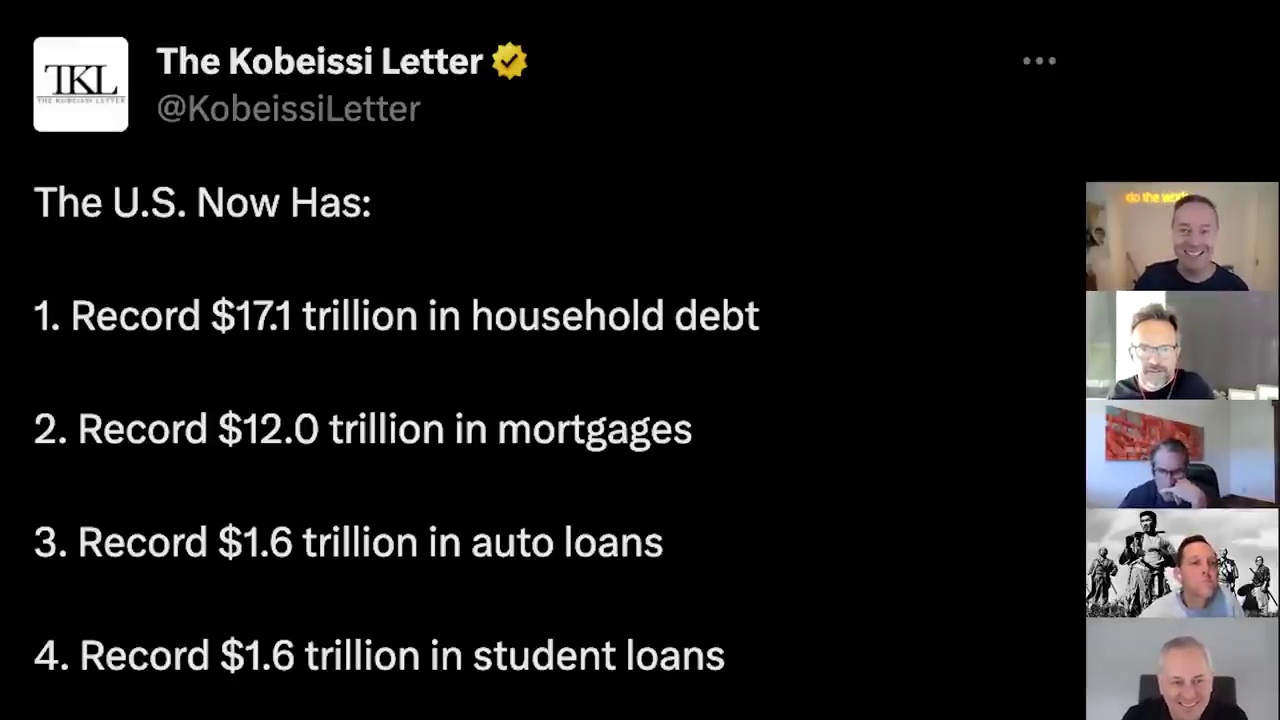 TKL
THE KOBEISSI LETTER
The Kobeissi Letter
@KobeissiLetter
The U.S. Now Has:
1. Record $17.1 trillion in household debt
2. Record $12.0 trillion in mortgages
3. Record $1.6 trillion in auto loans
4. Record $1.6 trillion in student loans
do the work